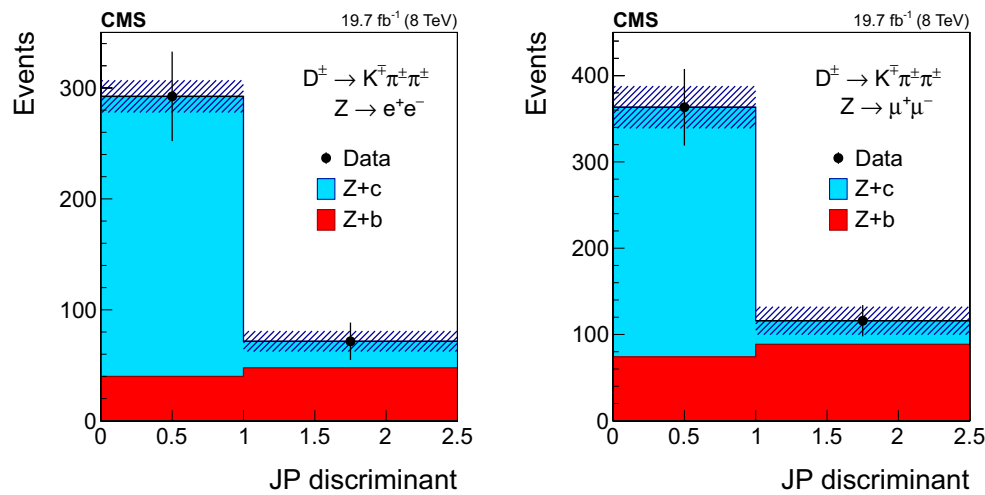 CMS 19.7 fb⁻¹ (8 TeV)
Events
300
200
100
0
D± → K∓π±π±
Z → e⁺e⁻
Data
Z+c
Z+b
0 0.5 1 1.5 2 2.5
JP discriminant
CMS 19.7 fb⁻¹ (8 TeV)
Events
400
300
200
100
0
D± → K∓π±π±
Z → μ⁺μ⁻
Data
Z+c
Z+b
0 0.5 1 1.5 2 2.5
JP discriminant